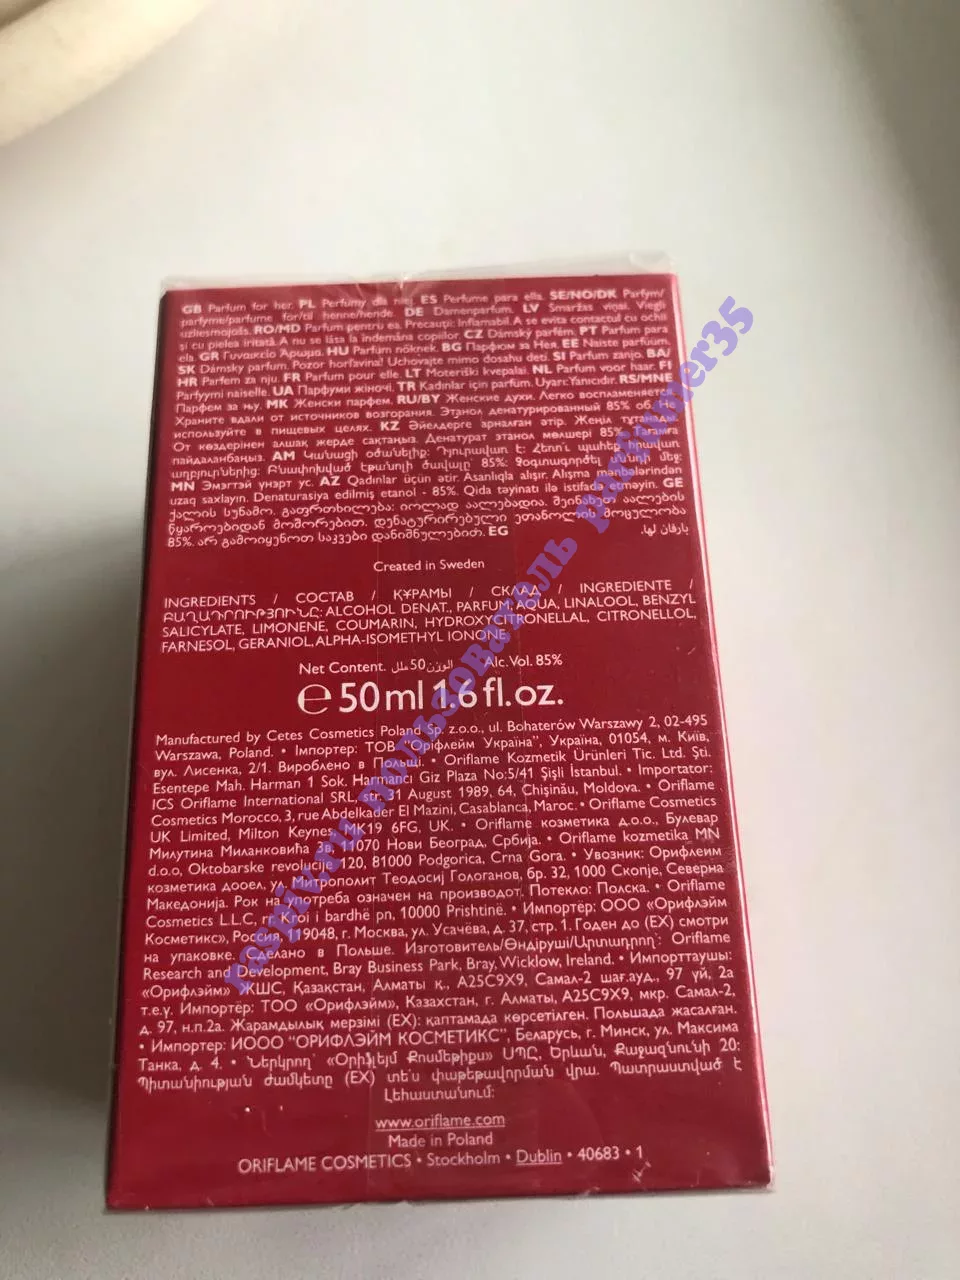 GB Parfum for her. PL Perfumy dla niej. ES Perfume para ella. SE/NO/DK Parfym/
parfyme/parfume for/til henne/hende. DE Damenparfum. LV Smaržas viņai. Viegli
uzliesmojošs. RO/MD Parfum pentru ea. Precauţii: Inflamabil. A se evita contactul cu ochii
şi cu pielea iritată. A nu se lăsa la îndemâna copiilor. CZ Dámský parfém. PT Parfum para
ela. GR Γυναικείο Άρωμα. HU Parfüm nőknek. BG Парфюм за Нея. EE Naiste parfüüm.
SK Dámsky parfum. Pozor horľavina! Uchovajte mimo dosahu detí. SI Parfum zanjo. BA/
HR Parfem za nju. FR Parfum pour elle. LT Moteriški kvepalai. NL Parfum voor haar. FI
Parfyymi naiselle. UA Парфуми жіночі. TR Kadınlar için parfum. Uyarı: Yanıcıdır. RS/MNE
Парфем за њу. MK Женски парфем. RU/BY Женские духи. Легко воспламеняется.
Хранить вдали от источников возгорания. Этанол денатурированный 85% об. Не
используйте в пищевых целях. KZ Әйелдерге арналған әтір. Жеңіл тұтанады.
От көздерінен алшақ жерде сақтаңыз. Денатурат этанол мөлшері 85%. Тағамға
пайдаланбаңыз. AM Կանացի օծանելիք: Դյուրավառ է: Հեռու պահեք հրավառ
աղբյուրներից: Բնափոխված էթանոլի ծավալը 85%: Չօգտագործել սննդի մեջ:
MN Эмэгтэй үнэрт ус. AZ Qadınlar üçün ətir. Asanlıqla alışır. Alışma mənbələrindən
uzaq saxlayın. Denaturasiya edilmiş etanol - 85%. Qida təyinatı ilə istifadə etməyin. GE
ქალის სუნამო. გაფრთხილება: იოლად აალებადია. შეინახეთ აალების
წყაროებიდან მოშორებით. დენატურირებული ეთანოლის მოცულობა
85%. არ გამოიყენოთ საკვები დანიშნულებით. EG بارفان لها.
Created in Sweden
INGREDIENTS / СОСТАВ / ҚҰРАМЫ / СКЛАД / INGREDIENTE /
ԲԱՂԱԴՐՈՒԹՅՈՒՆԸ: ALCOHOL DENAT., PARFUM, AQUA, LINALOOL, BENZYL
SALICYLATE, LIMONENE, COUMARIN, HYDROXYCITRONELLAL, CITRONELLOL,
FARNESOL, GERANIOL, ALPHA-ISOMETHYL IONONE
Net Content. الوزن 50 ملل Alc. Vol. 85%
℮ 50 ml 1.6 fl.oz.
Manufactured by Cetes Cosmetics Poland Sp. z.o.o., ul. Bohaterów Warszawy 2, 02-495
Warszawa, Poland. • Імпортер: ТОВ "Оріфлейм Україна", Україна, 01054, м. Київ,
вул. Лисенка, 2/1. Вироблено в Польщі. • Oriflame Kozmetik Ürünleri Tic. Ltd. Şti.
Esentepe Mah. Harman 1 Sok. Harmancı Giz Plaza No:5/41 Şişli İstanbul. • Importator:
ICS Oriflame International SRL, str. 31 August 1989, 64, Chişinău, Moldova. • Oriflame
Cosmetics Morocco, 3, rue Abdelkader El Mazini, Casablanca, Maroc. • Oriflame Cosmetics
UK Limited, Milton Keynes, MK19 6FG, UK. • Oriflame козметика д.о.о., Булевар
Милутина Миланковића 3в, 11070 Нови Београд, Србија. • Oriflame kozmetika MN
d.o.o, Oktobarske revolucije 120, 81000 Podgorica, Crna Gora. • Увозник: Орифлеим
козметика дооел, ул. Митрополит Теодосиј Гологанов, бр. 32, 1000 Скопје, Северна
Македонија. Рок на употреба означен на производот. Потекло: Полска. • Oriflame
Cosmetics L.L.C, rr. Kroi i bardhë pn, 10000 Prishtinë. • Импортёр: ООО «Орифлэйм
Косметикс», Россия, 119048, г. Москва, ул. Усачёва, д. 37, стр. 1. Годен до (EX) смотри
на упаковке. Сделано в Польше. Изготовитель/Өндіруші/Արտադրող՝ Oriflame
Research and Development, Bray Business Park, Bray, Wicklow, Ireland. • Импорттаушы:
«Орифлэйм» ЖШС, Қазақстан, Алматы қ., A25C9X9, Самал-2 шағ.ауд., 97 үй, 2а
т.е.ү. Импортёр: ТОО «Орифлэйм», Казахстан, г. Алматы, A25C9X9, мкр. Самал-2,
д. 97, н.п.2а. Жарамдылық мерзімі (EX): қаптамада көрсетілген. Польшада жасалған.
• Импортер: ИООО "ОРИФЛЭЙМ КОСМЕТИКС", Беларусь, г. Минск, ул. Максима
Танка, д. 4. • Ներկրող՝ «Օրիֆլեյմ Քոսմեթիքս» ՍՊԸ, Երևան, Քաջազնունի 20:
Պիտանիության ժամկետը (EX) տե՛ս փաթեթավորման վրա. Պատրաստված է
Լեհաստանում:
www.oriflame.com
Made in Poland
ORIFLAME COSMETICS • Stockholm • Dublin • 40683 • 1
raspiv.ru пользователь parfumer35